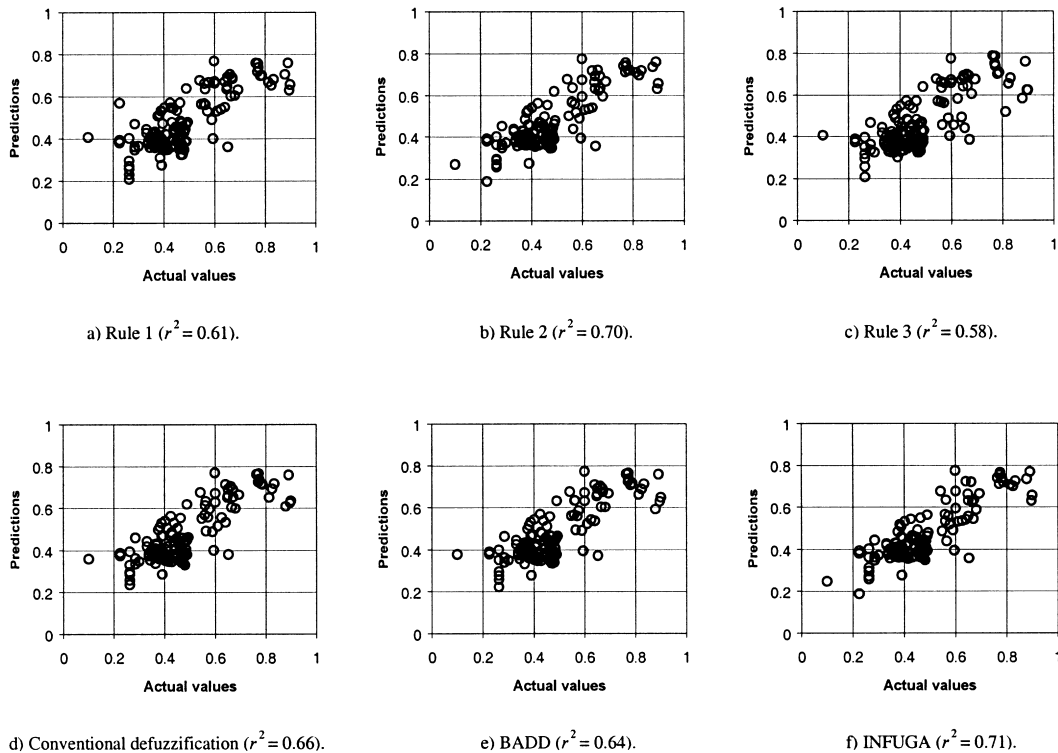 1
0.8
0.6
0.4
0.2
0
Predictions
0 0.2 0.4 0.6 0.8 1
Actual values
a) Rule 1 (r² = 0.61).
1
0.8
0.6
0.4
0.2
0
Predictions
0 0.2 0.4 0.6 0.8 1
Actual values
b) Rule 2 (r² = 0.70).
1
0.8
0.6
0.4
0.2
0
Predictions
0 0.2 0.4 0.6 0.8 1
Actual values
c) Rule 3 (r² = 0.58).
1
0.8
0.6
0.4
0.2
0
Predictions
0 0.2 0.4 0.6 0.8 1
Actual values
d) Conventional defuzzification (r² = 0.66).
1
0.8
0.6
0.4
0.2
0
Predictions
0 0.2 0.4 0.6 0.8 1
Actual values
e) BADD (r² = 0.64).
1
0.8
0.6
0.4
0.2
0
Predictions
0 0.2 0.4 0.6 0.8 1
Actual values
f) INFUGA (r² = 0.71).